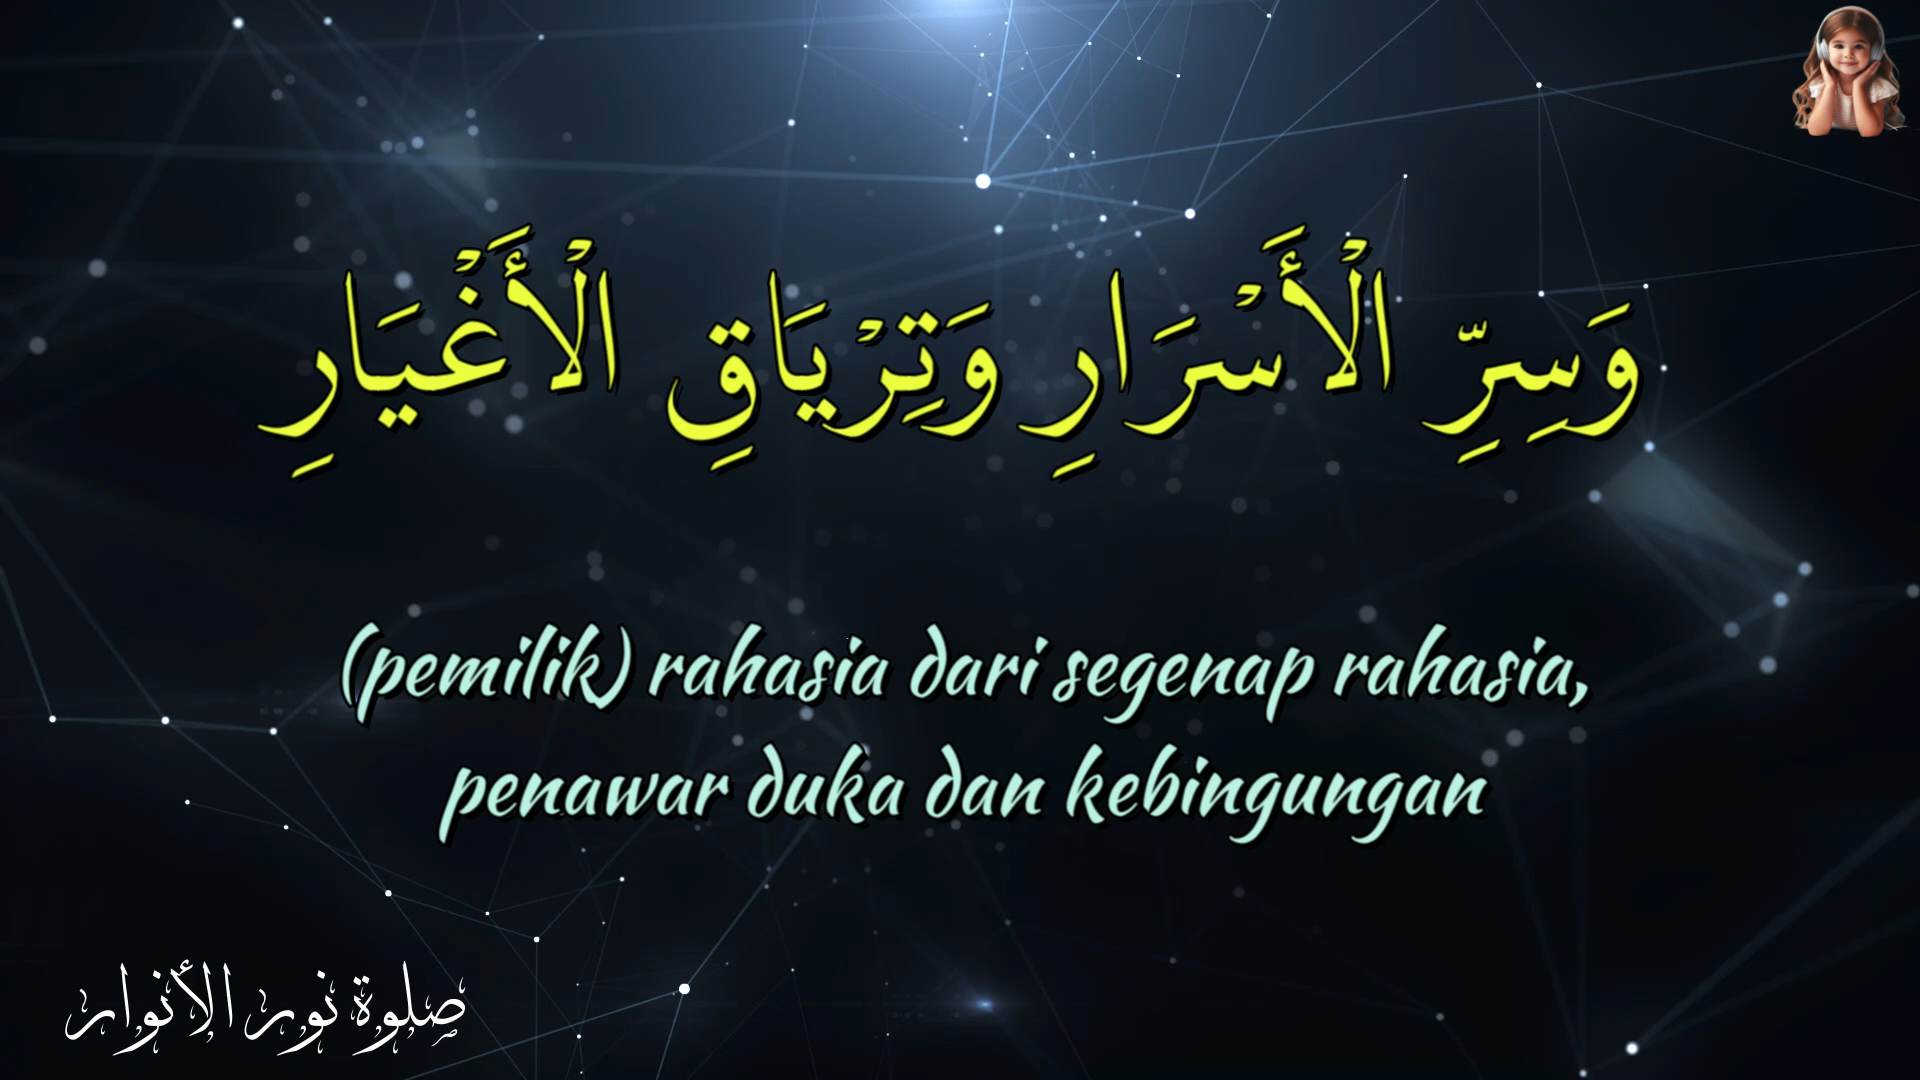 وَسِرِّ الْأَسْرَارِ وَتِرْيَاقِ الْأَغْيَارِ
(pemilik) rahasia dari segenap rahasia,
penawar duka dan kebingungan
صلوة نور الأنوار